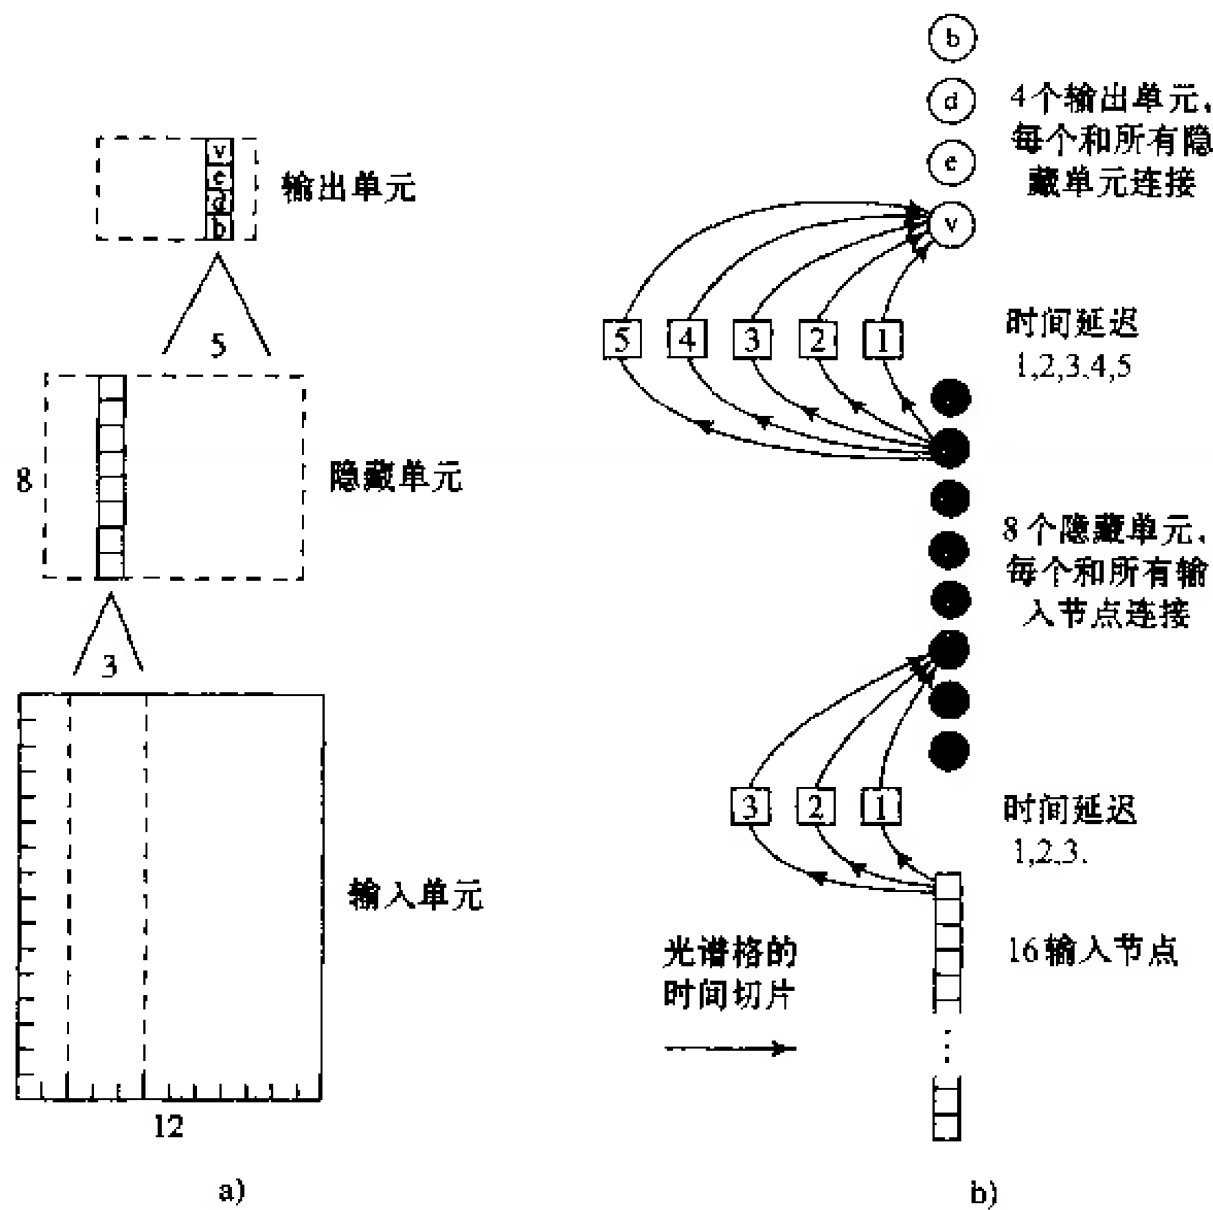 v
c
d
b
输出单元
5
8
隐藏单元
3
输入单元
12
a)
b
d
e
v
4个输出单元,
每个和所有隐
藏单元连接
5
4
3
2
1
时间延迟
1,2,3.4,5
8个隐藏单元,
每个和所有输
入节点连接
3
2
1
时间延迟
1,2,3.
光谱格的
时间切片
16输入节点
b)